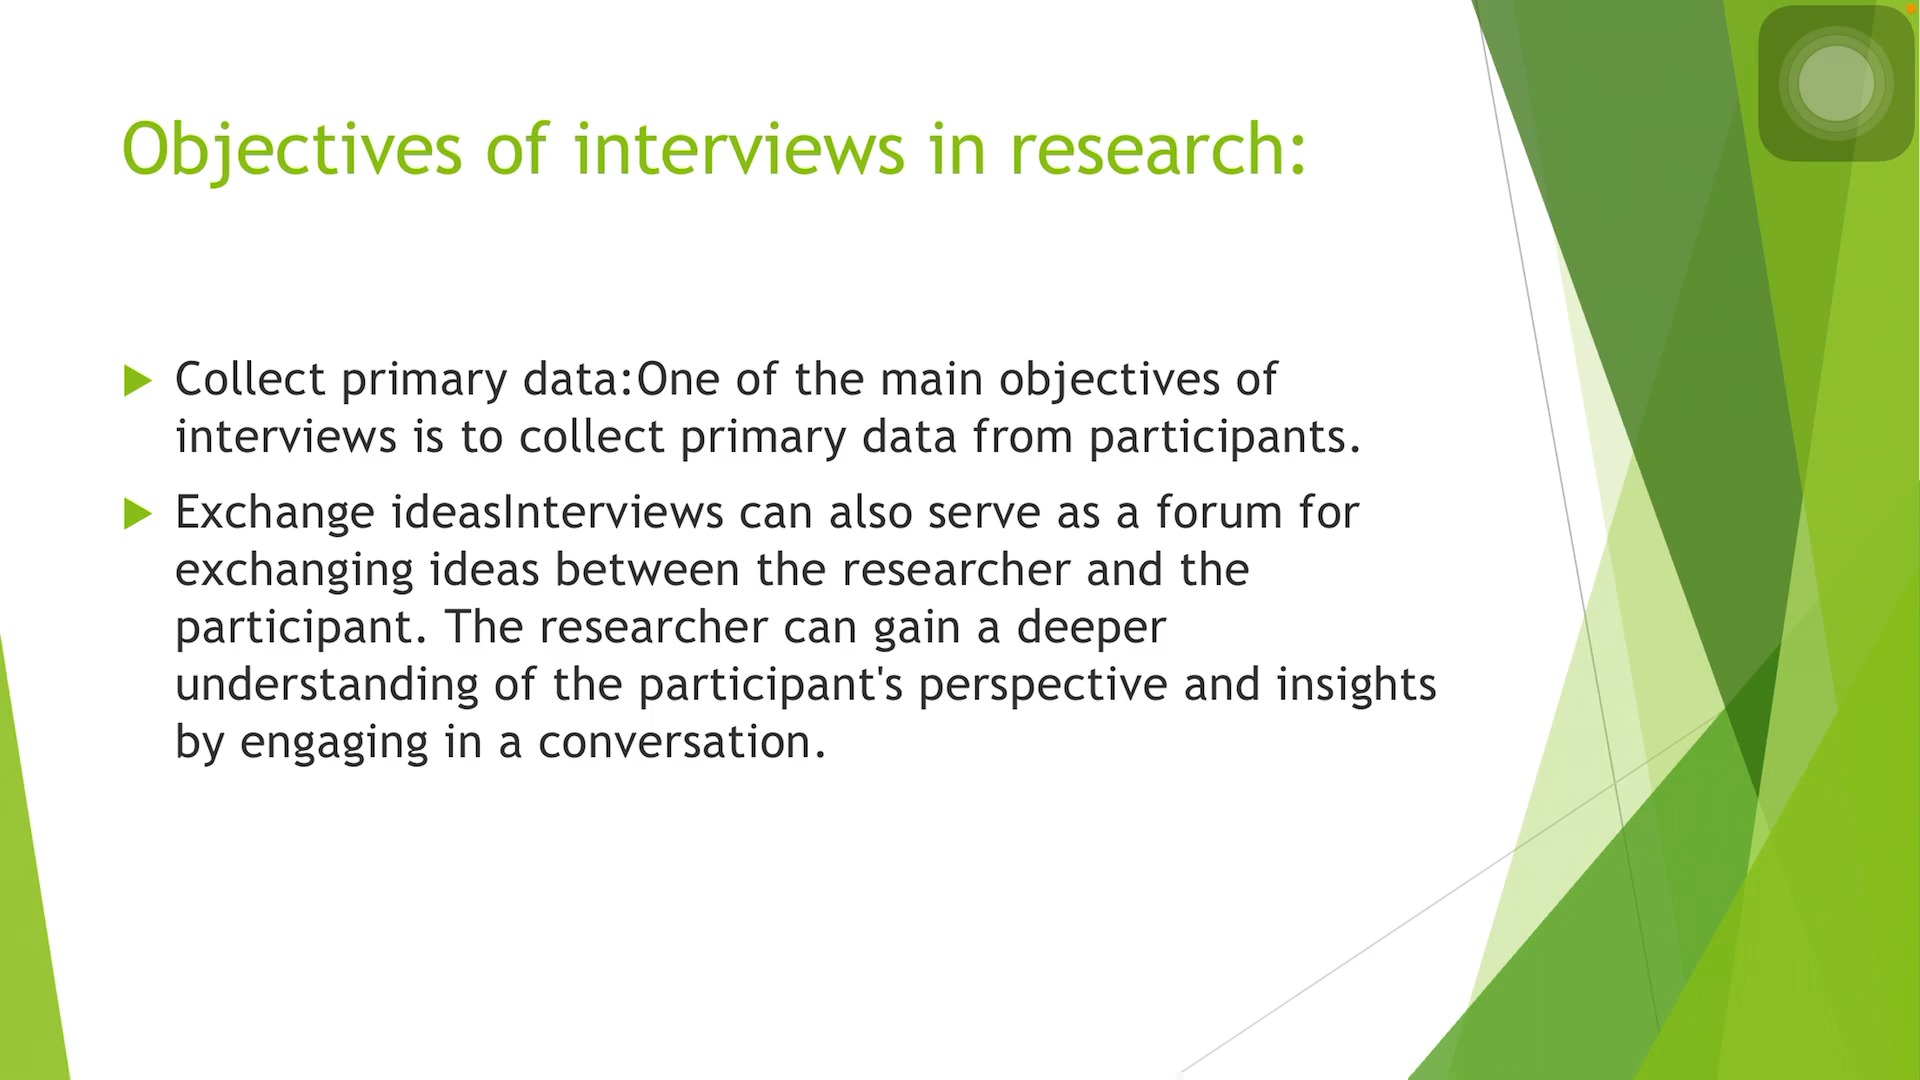 Objectives of interviews in research:
Collect primary data:One of the main objectives of
interviews is to collect primary data from participants.
Exchange ideasInterviews can also serve as a forum for
exchanging ideas between the researcher and the
participant. The researcher can gain a deeper
understanding of the participant's perspective and insights
by engaging in a conversation.